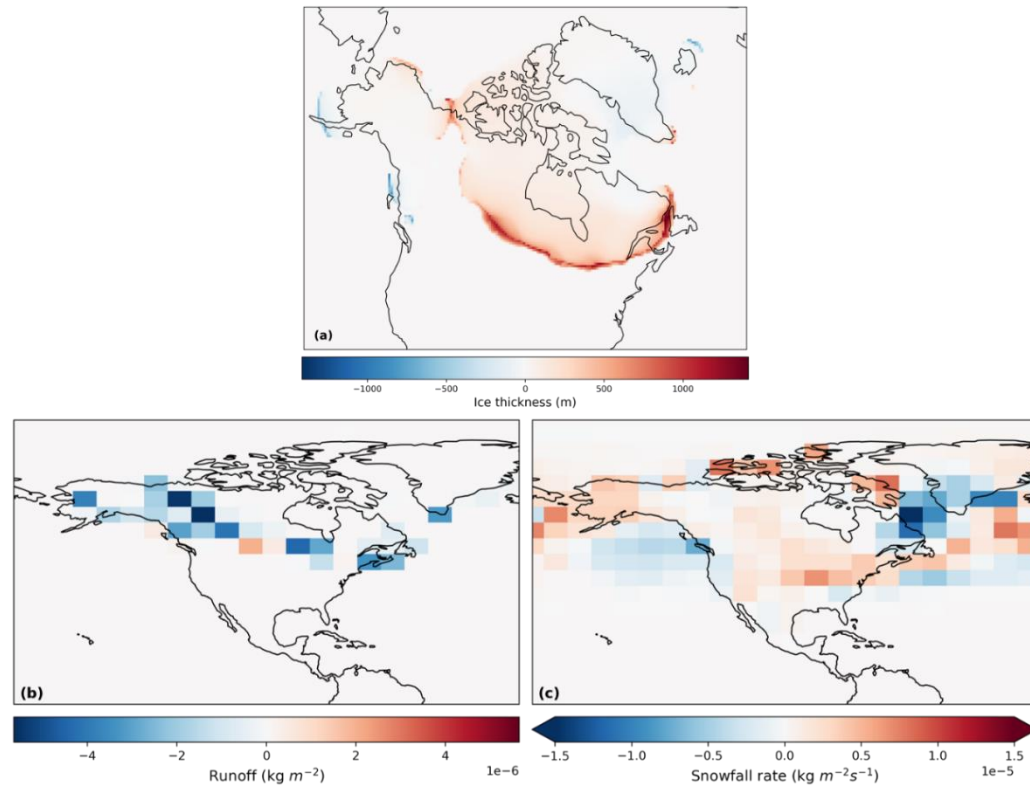 (a)
−1000 −500 0 500 1000
Ice thickness (m)
(b)
−4 −2 0 2 4
1e-6
Runoff (kg m⁻²)
(c)
−1.5 −1.0 −0.5 0.0 0.5 1.0 1.5
1e-5
Snowfall rate (kg m⁻²s⁻¹)